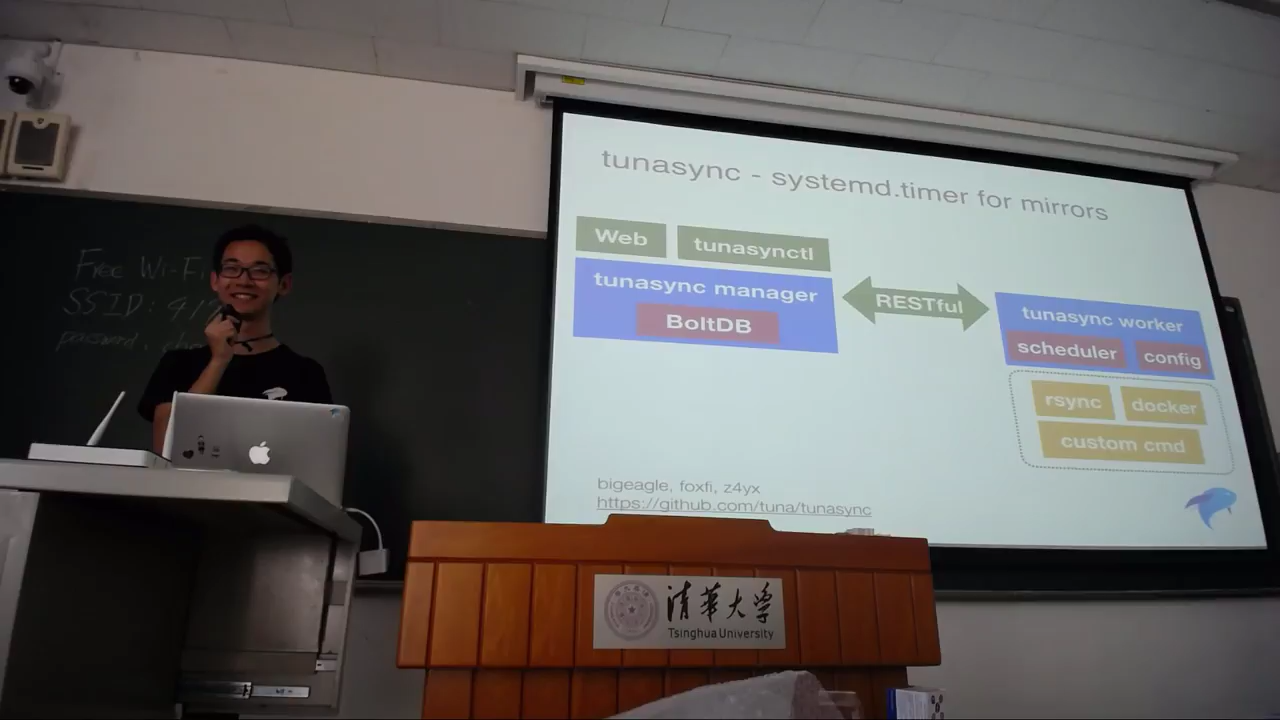 tunasync - systemd.timer for mirrors
Web
tunasynctl
tunasync manager
BoltDB
RESTful
tunasync worker
scheduler
config
rsync
docker
custom cmd
bigeagle, foxfi, z4yx
https://github.com/tuna/tunasync
Free Wi-Fi
SSID:
清華大学
Tsinghua University